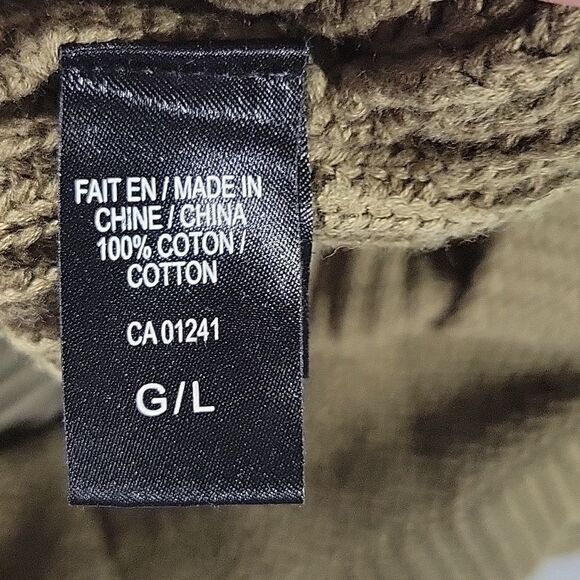 FAIT EN / MADE IN
CHINE / CHINA
100% COTON /
COTTON
CA 01241
G/L